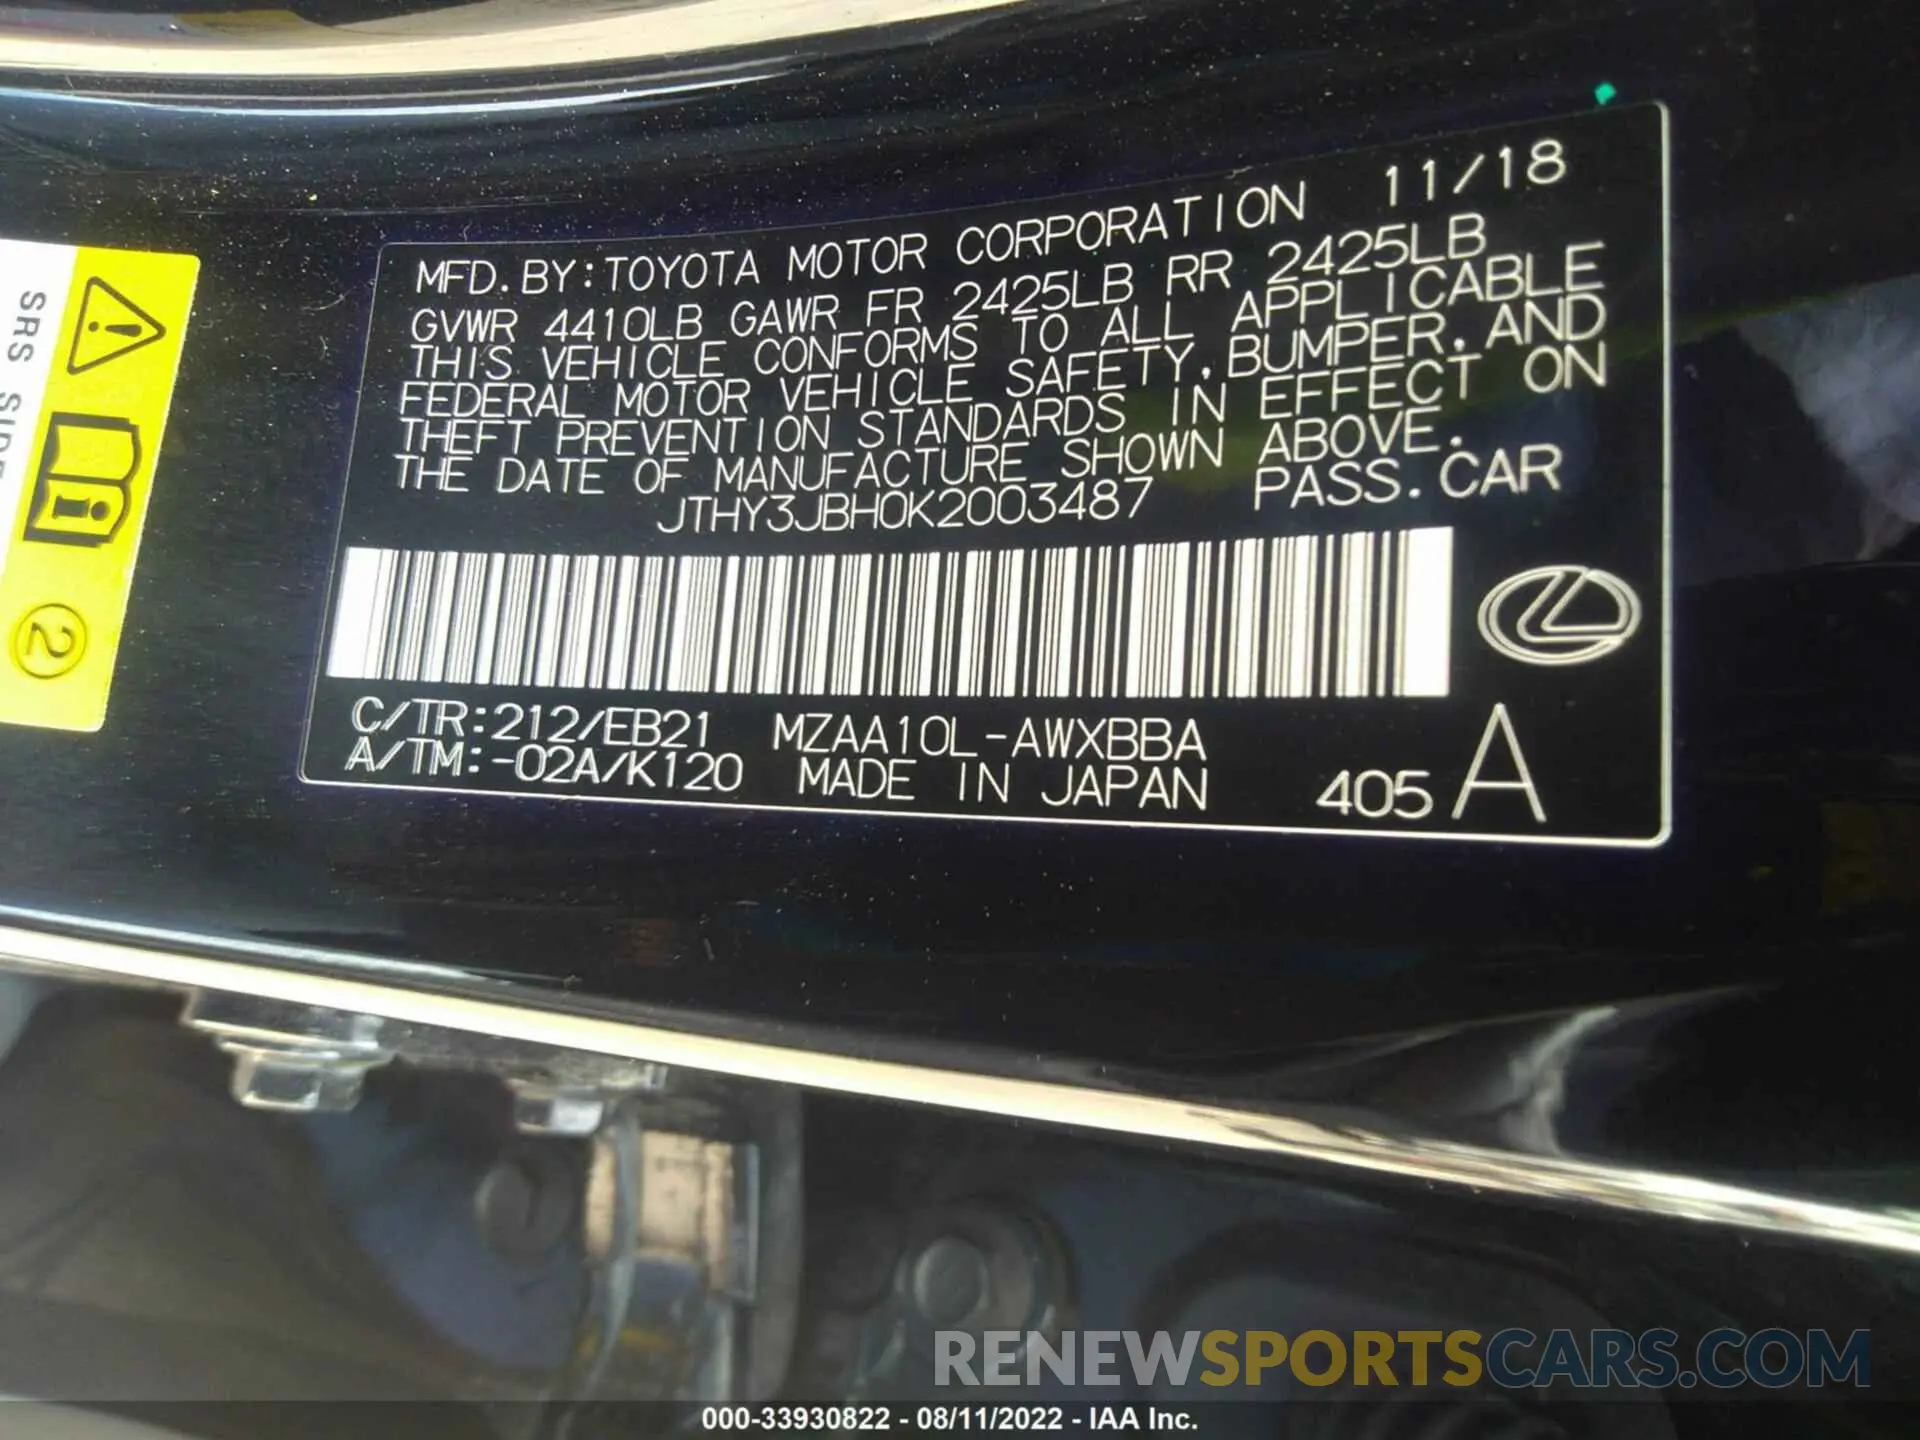 MFD. BY: TOYOTA MOTOR CORPORATION 11/18
GVWR 4410LB GAWR FR 2425LB RR 2425LB
THIS VEHICLE CONFORMS TO ALL APPLICABLE
FEDERAL MOTOR VEHICLE SAFETY, BUMPER, AND
THEFT PREVENTION STANDARDS IN EFFECT ON
THE DATE OF MANUFACTURE SHOWN ABOVE.
JTHY3JBH0K2003487 PASS. CAR
C/TR:212/EB21 MZAA10L-AWXBBA
A/TM:-02A/K120 MADE IN JAPAN
405 A
SRS SIDE
2
RENEWSPORTSCARS.COM
000-33930822 - 08/11/2022 - IAA Inc.